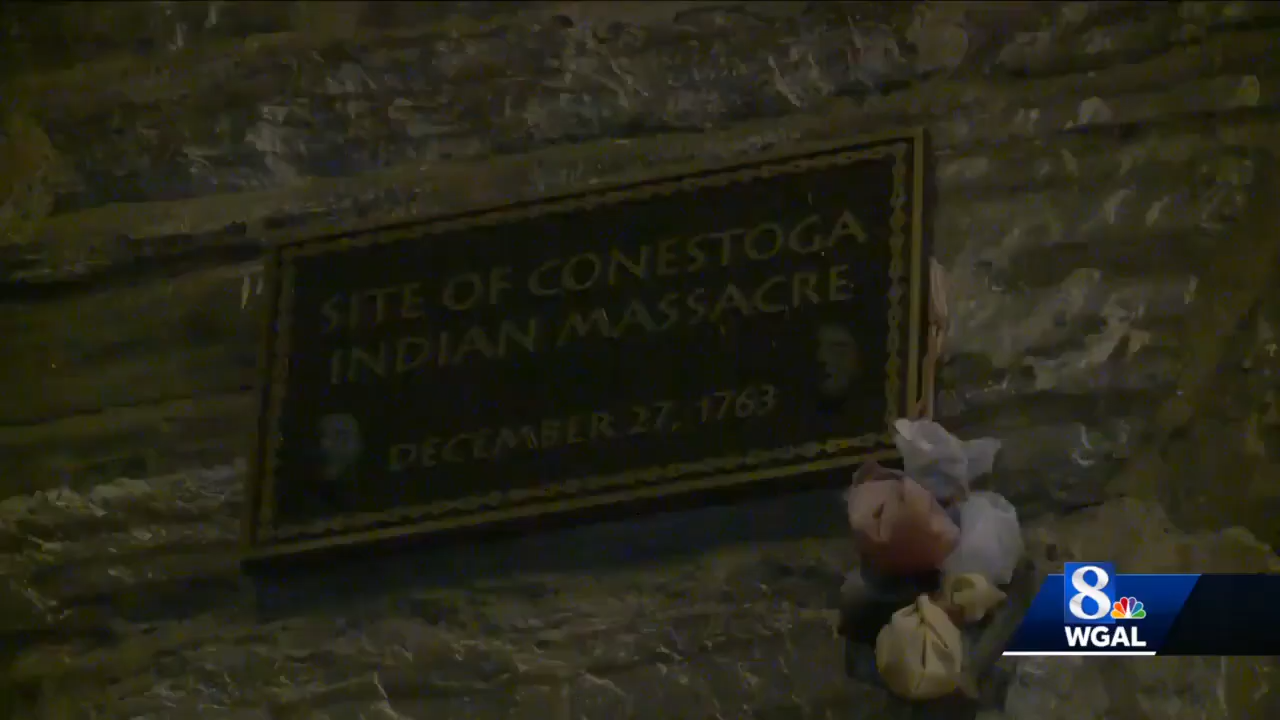 SITE OF CONESTOGA
INDIAN MASSACRE
DECEMBER 27, 1763
8
WGAL